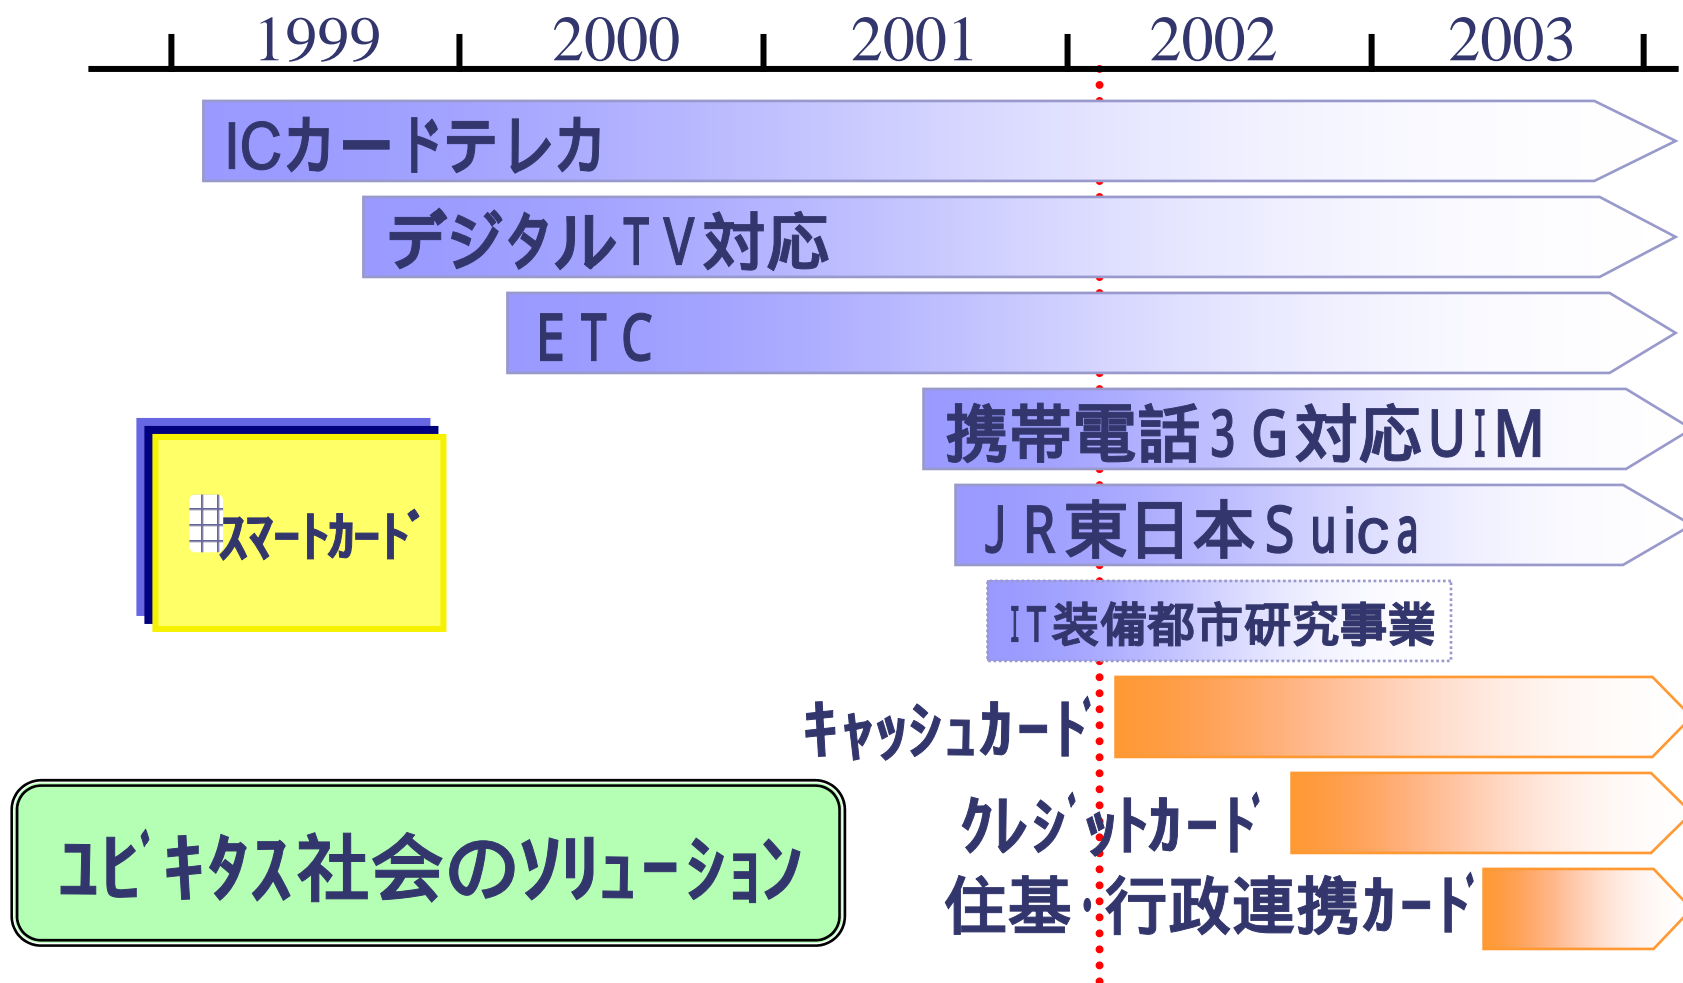 1999 2000 2001 2002 2003
ICカードテレカ
デジタルTV対応
ETC
携帯電話3G対応UIM
スマートカード
JR東日本Suica
IT装備都市研究事業
キャッシュカード
クレジットカード
ユビキタス社会のソリューション
住基・行政連携カード